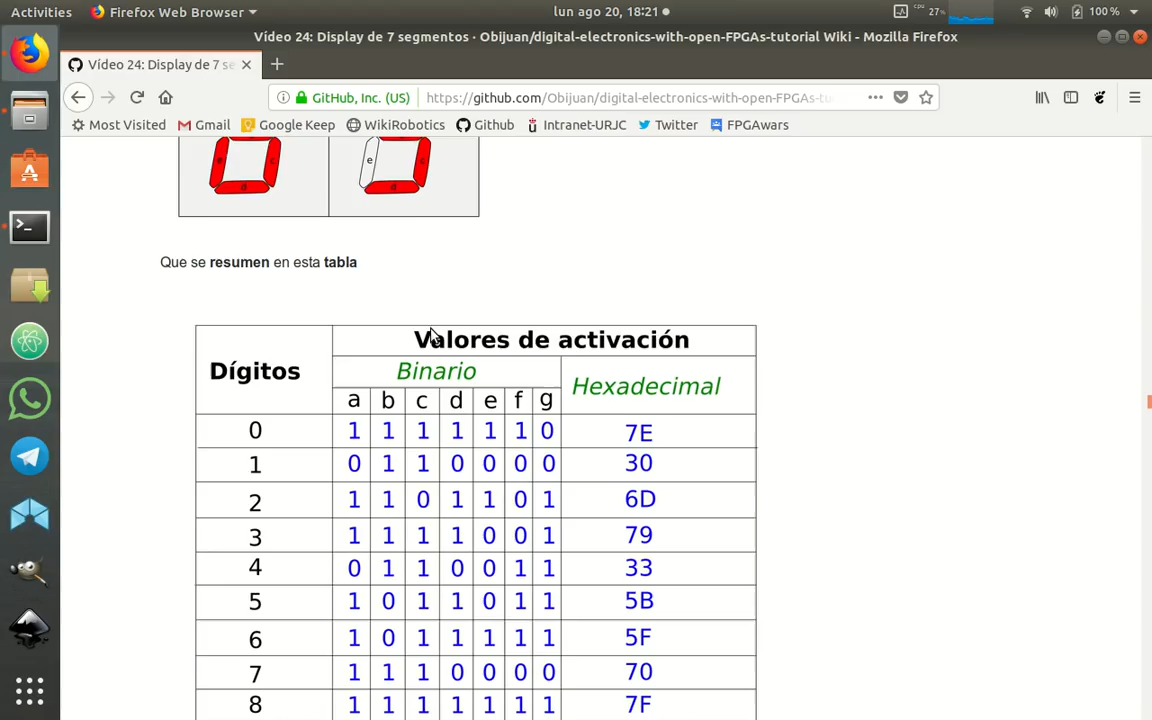 Activities Firefox Web Browser lun ago 20, 18:21 cpu 27% 100 %
Vídeo 24: Display de 7 segmentos · Obijuan/digital-electronics-with-open-FPGAs-tutorial Wiki - Mozilla Firefox
Vídeo 24: Display de 7 se
GitHub, Inc. (US) https://github.com/Obijuan/digital-electronics-with-open-FPGAs-tu
Most Visited Gmail Google Keep WikiRobotics Github Intranet-URJC Twitter FPGAwars
e c e c
d d
Que se resumen en esta tabla
Valores de activación
Dígitos Binario Hexadecimal
a b c d e f g
0 1 1 1 1 1 1 0 7E
1 0 1 1 0 0 0 0 30
2 1 1 0 1 1 0 1 6D
3 1 1 1 1 0 0 1 79
4 0 1 1 0 0 1 1 33
5 1 0 1 1 0 1 1 5B
6 1 0 1 1 1 1 1 5F
7 1 1 1 0 0 0 0 70
8 1 1 1 1 1 1 1 7F